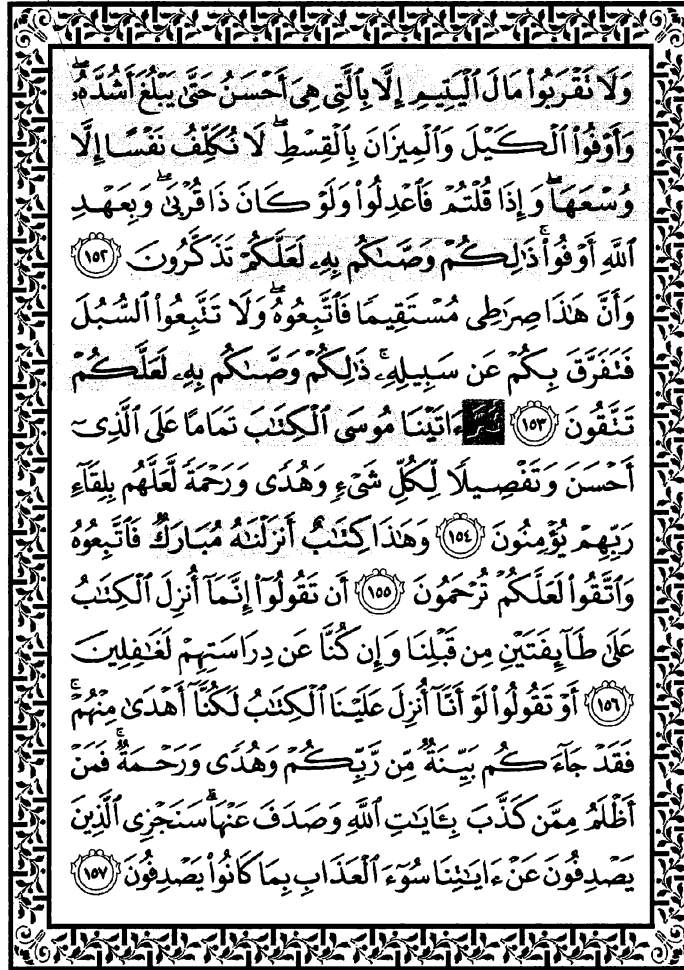 وَلَا نَقْرَبُوا۟ مَالَ ٱلْيَتِيمِ إِلَّا بِٱلَّتِى هِىَ أَحْسَنُ حَتَّىٰ يَبْلُغَ أَشُدَّهُۥ
وَأَوْفُوا۟ ٱلْكَيْلَ وَٱلْمِيزَانَ بِٱلْقِسْطِ ۖ لَا نُكَلِّفُ نَفْسًا إِلَّا
وُسْعَهَا ۖ وَإِذَا قُلْتُمْ فَٱعْدِلُوا۟ وَلَوْ كَانَ ذَا قُرْبَىٰ ۖ وَبِعَهْدِ
ٱللَّهِ أَوْفُوا۟ ۚ ذَٰلِكُمْ وَصَّىٰكُم بِهِۦ لَعَلَّكُمْ تَذَكَّرُونَ ١٥٢
وَأَنَّ هَٰذَا صِرَٰطِى مُسْتَقِيمًا فَٱتَّبِعُوهُ ۖ وَلَا تَتَّبِعُوا۟ ٱلسُّبُلَ
فَتَفَرَّقَ بِكُمْ عَن سَبِيلِهِۦ ۚ ذَٰلِكُمْ وَصَّىٰكُم بِهِۦ لَعَلَّكُمْ
تَتَّقُونَ ١٥٣ ءَاتَيْنَا مُوسَى ٱلْكِتَٰبَ تَمَامًا عَلَى ٱلَّذِىٓ
أَحْسَنَ وَتَفْصِيلًا لِّكُلِّ شَىْءٍ وَهُدًى وَرَحْمَةً لَّعَلَّهُم بِلِقَآءِ
رَبِّهِمْ يُؤْمِنُونَ ١٥٤ وَهَٰذَا كِتَٰبٌ أَنزَلْنَٰهُ مُبَارَكٌ فَٱتَّبِعُوهُ
وَٱتَّقُوا۟ لَعَلَّكُمْ تُرْحَمُونَ ١٥٥ أَن تَقُولُوٓا۟ إِنَّمَآ أُنزِلَ ٱلْكِتَٰبُ
عَلَىٰ طَآئِفَتَيْنِ مِن قَبْلِنَا وَإِن كُنَّا عَن دِرَاسَتِهِمْ لَغَٰفِلِينَ
١٥٦ أَوْ تَقُولُوا۟ لَوْ أَنَّآ أُنزِلَ عَلَيْنَا ٱلْكِتَٰبُ لَكُنَّآ أَهْدَىٰ مِنْهُمْ ۚ
فَقَدْ جَآءَكُم بَيِّنَةٌ مِّن رَّبِّكُمْ وَهُدًى وَرَحْمَةٌ ۚ فَمَنْ
أَظْلَمُ مِمَّن كَذَّبَ بِـَٔايَٰتِ ٱللَّهِ وَصَدَفَ عَنْهَا ۗ سَنَجْزِى ٱلَّذِينَ
يَصْدِفُونَ عَنْ ءَايَٰتِنَا سُوٓءَ ٱلْعَذَابِ بِمَا كَانُوا۟ يَصْدِفُونَ ١٥٧